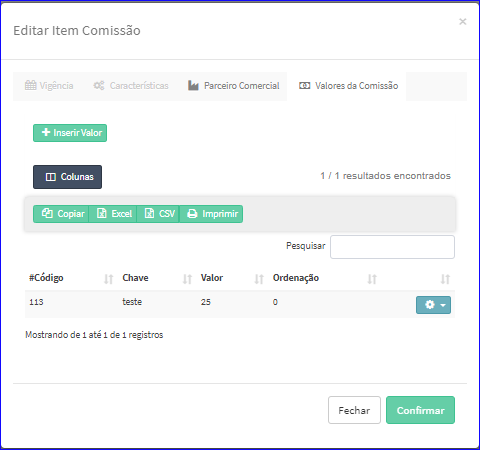 Editar Item Comissão ×
Vigência Características Parceiro Comercial Valores da Comissão
Inserir Valor
Colunas 1 / 1 resultados encontrados
Copiar Excel CSV Imprimir
Pesquisar
#Código Chave Valor Ordenação
113 teste 25 0
Mostrando de 1 até 1 de 1 registros
Fechar Confirmar